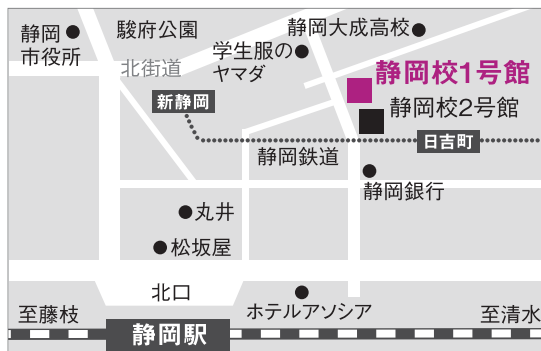 静岡
市役所
駿府公園
静岡大成高校
学生服の
ヤマダ
北街道
静岡校1号館
新静岡
静岡校2号館
日吉町
静岡鉄道
静岡銀行
丸井
松坂屋
北口
ホテルアソシア
至藤枝
至清水
静岡駅